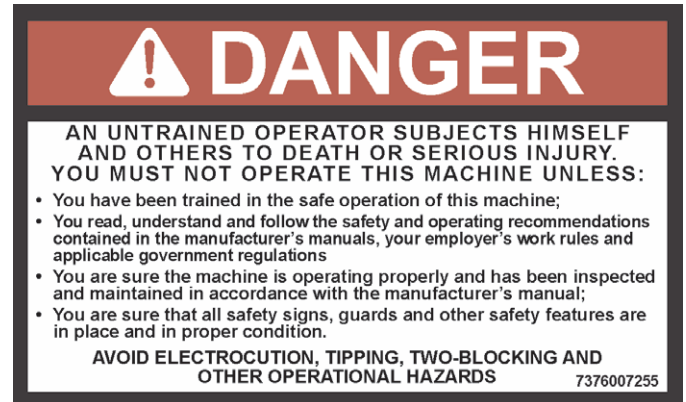 DANGER
AN UNTRAINED OPERATOR SUBJECTS HIMSELF
AND OTHERS TO DEATH OR SERIOUS INJURY.
YOU MUST NOT OPERATE THIS MACHINE UNLESS:
• You have been trained in the safe operation of this machine;
• You read, understand and follow the safety and operating recommendations
contained in the manufacturer's manuals, your employer's work rules and
applicable government regulations
• You are sure the machine is operating properly and has been inspected
and maintained in accordance with the manufacturer's manual;
• You are sure that all safety signs, guards and other safety features are
in place and in proper condition.
AVOID ELECTROCUTION, TIPPING, TWO-BLOCKING AND
OTHER OPERATIONAL HAZARDS
7376007255